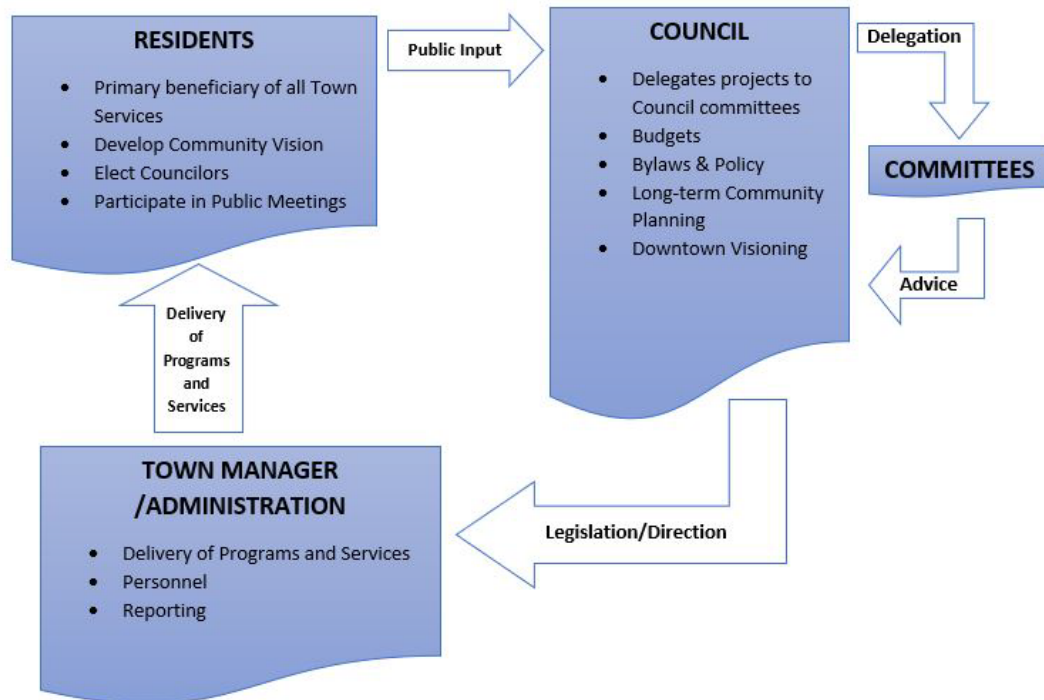 RESIDENTS
• Primary beneficiary of all Town
Services
• Develop Community Vision
• Elect Councilors
• Participate in Public Meetings
Public Input
COUNCIL
• Delegates projects to
Council committees
• Budgets
• Bylaws & Policy
• Long-term Community
Planning
• Downtown Visioning
Delegation
COMMITTEES
Advice
Delivery
of
Programs
and
Services
TOWN MANAGER
/ADMINISTRATION
• Delivery of Programs and Services
• Personnel
• Reporting
Legislation/Direction